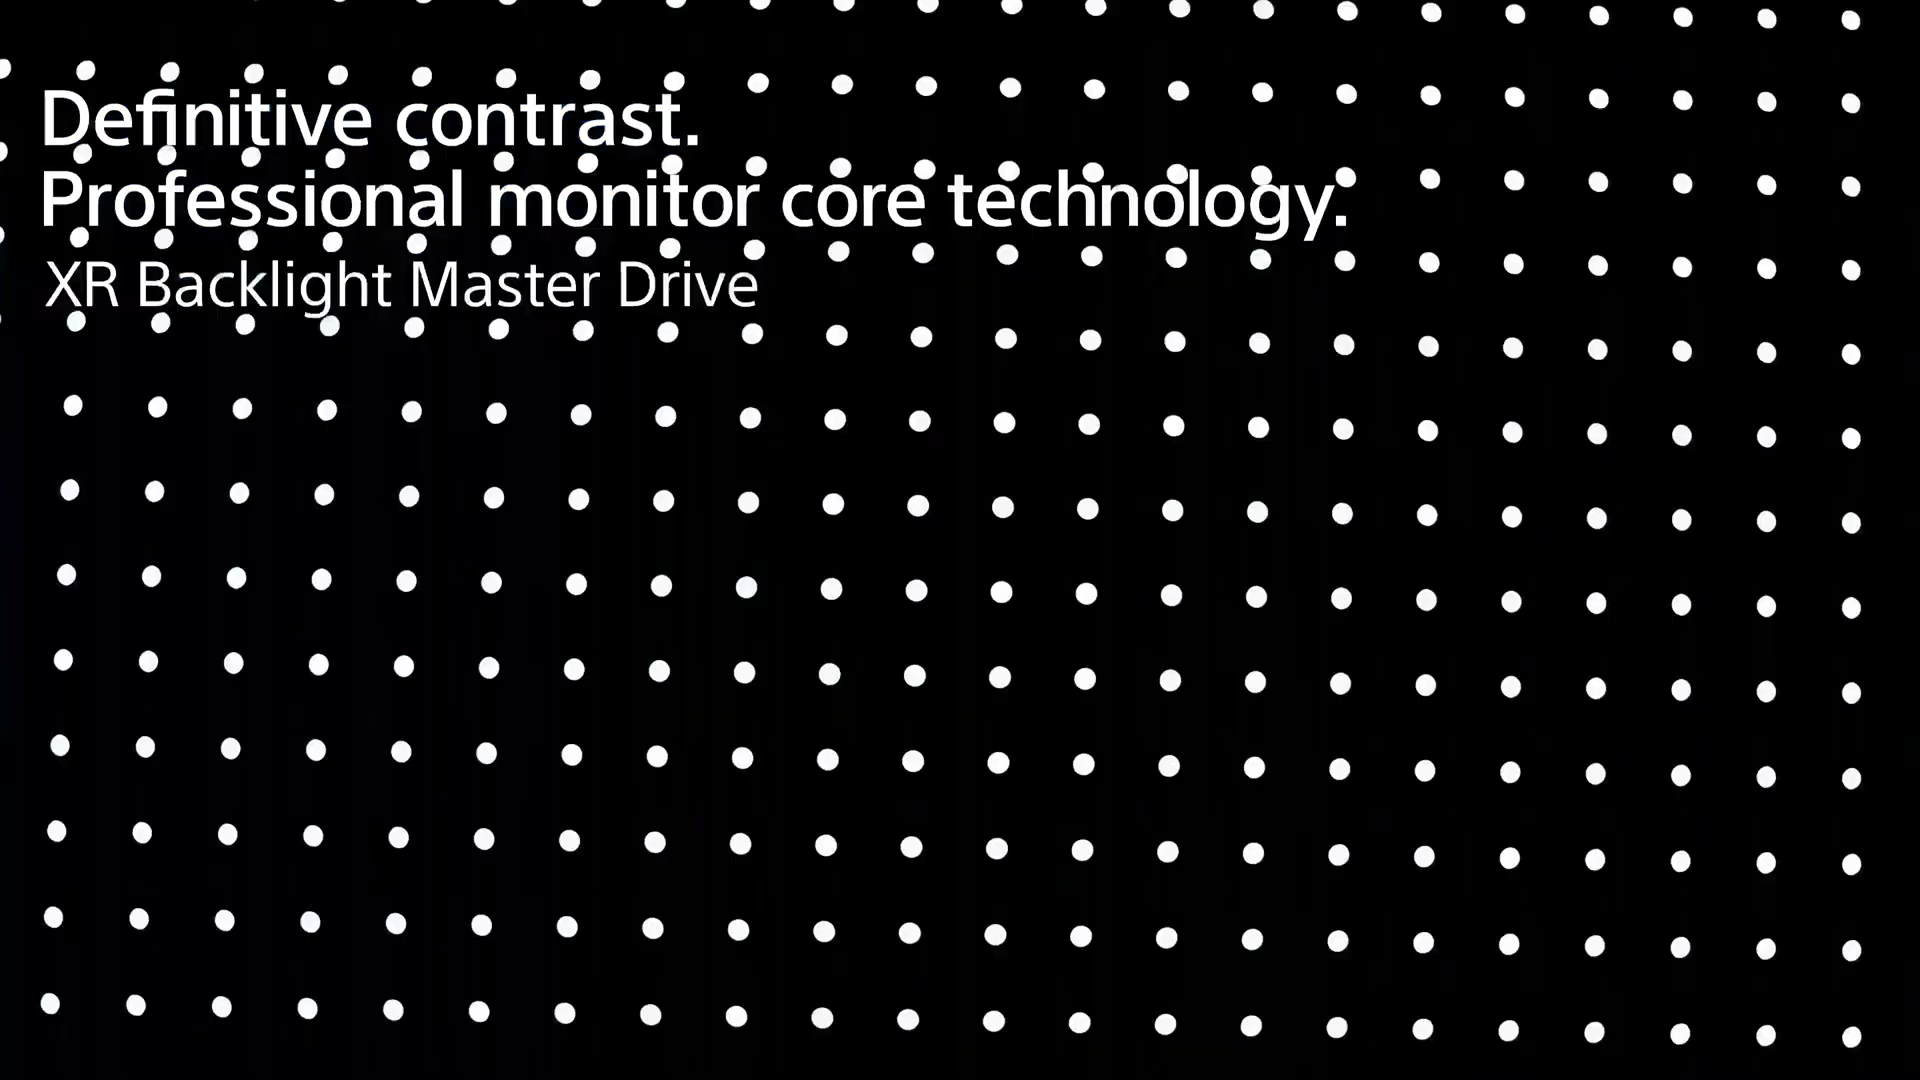 Definitive contrast.
Professional monitor core technology.
XR Backlight Master Drive